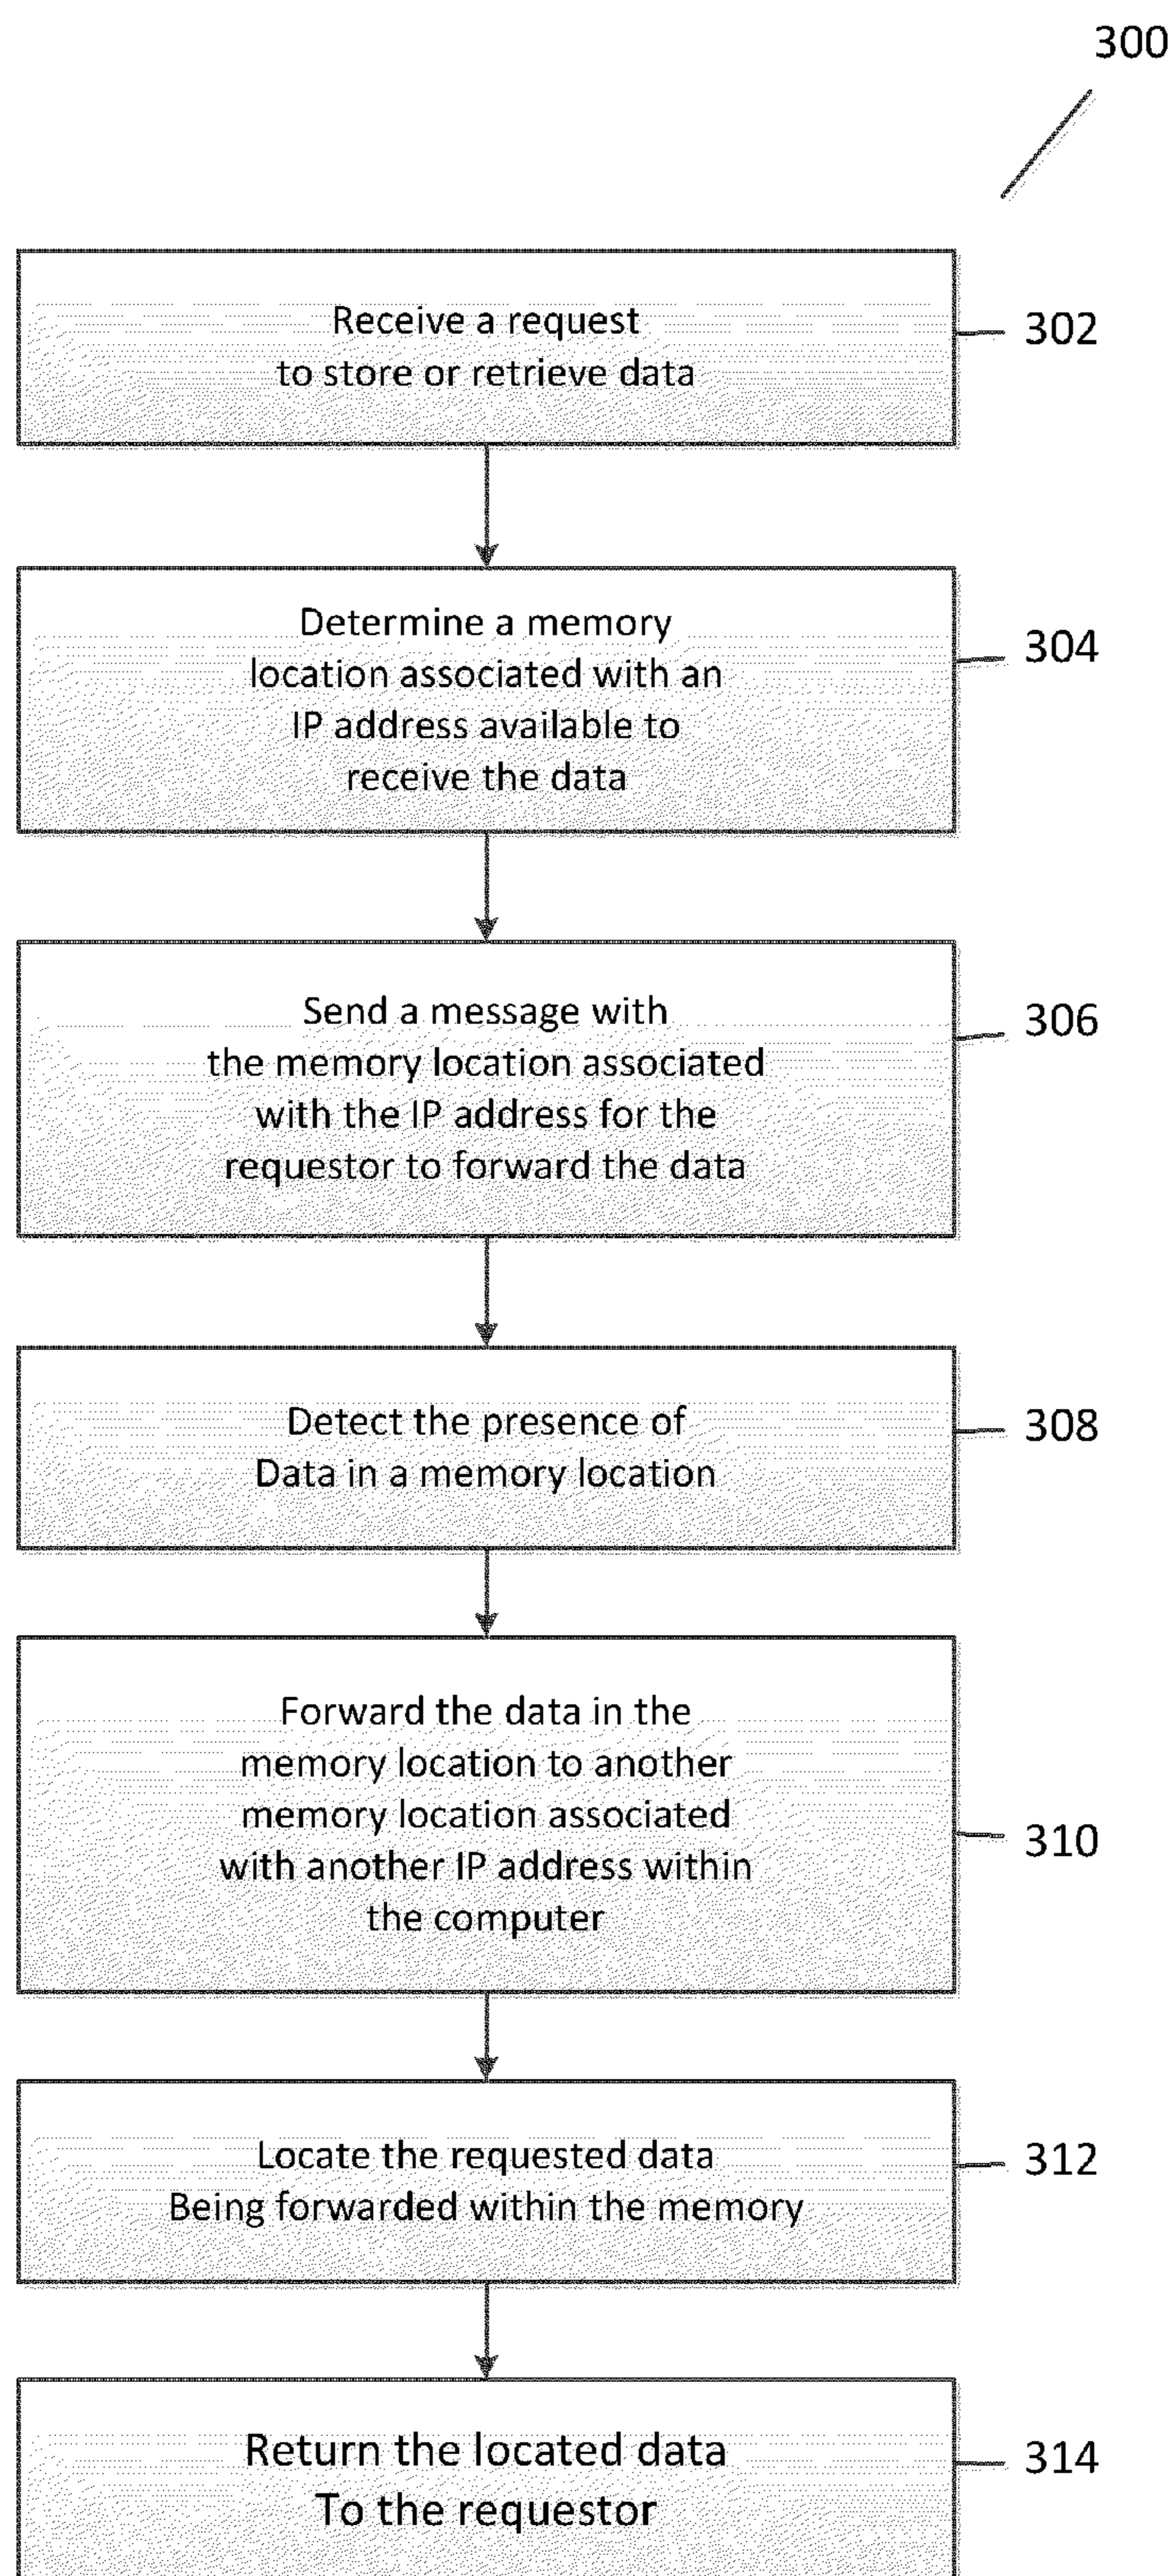 300
Receive a request
to store or retrieve data
302
Determine a memory
location associated with an
IP address available to
receive the data
304
Send a message with
the memory location associated
with the IP address for the
requestor to forward the data
306
Detect the presence of
Data in a memory location
308
Forward the data in the
memory location to another
memory location associated
with another IP address within
the computer
310
Locate the requested data
Being forwarded within the memory
312
Return the located data
To the requestor
314